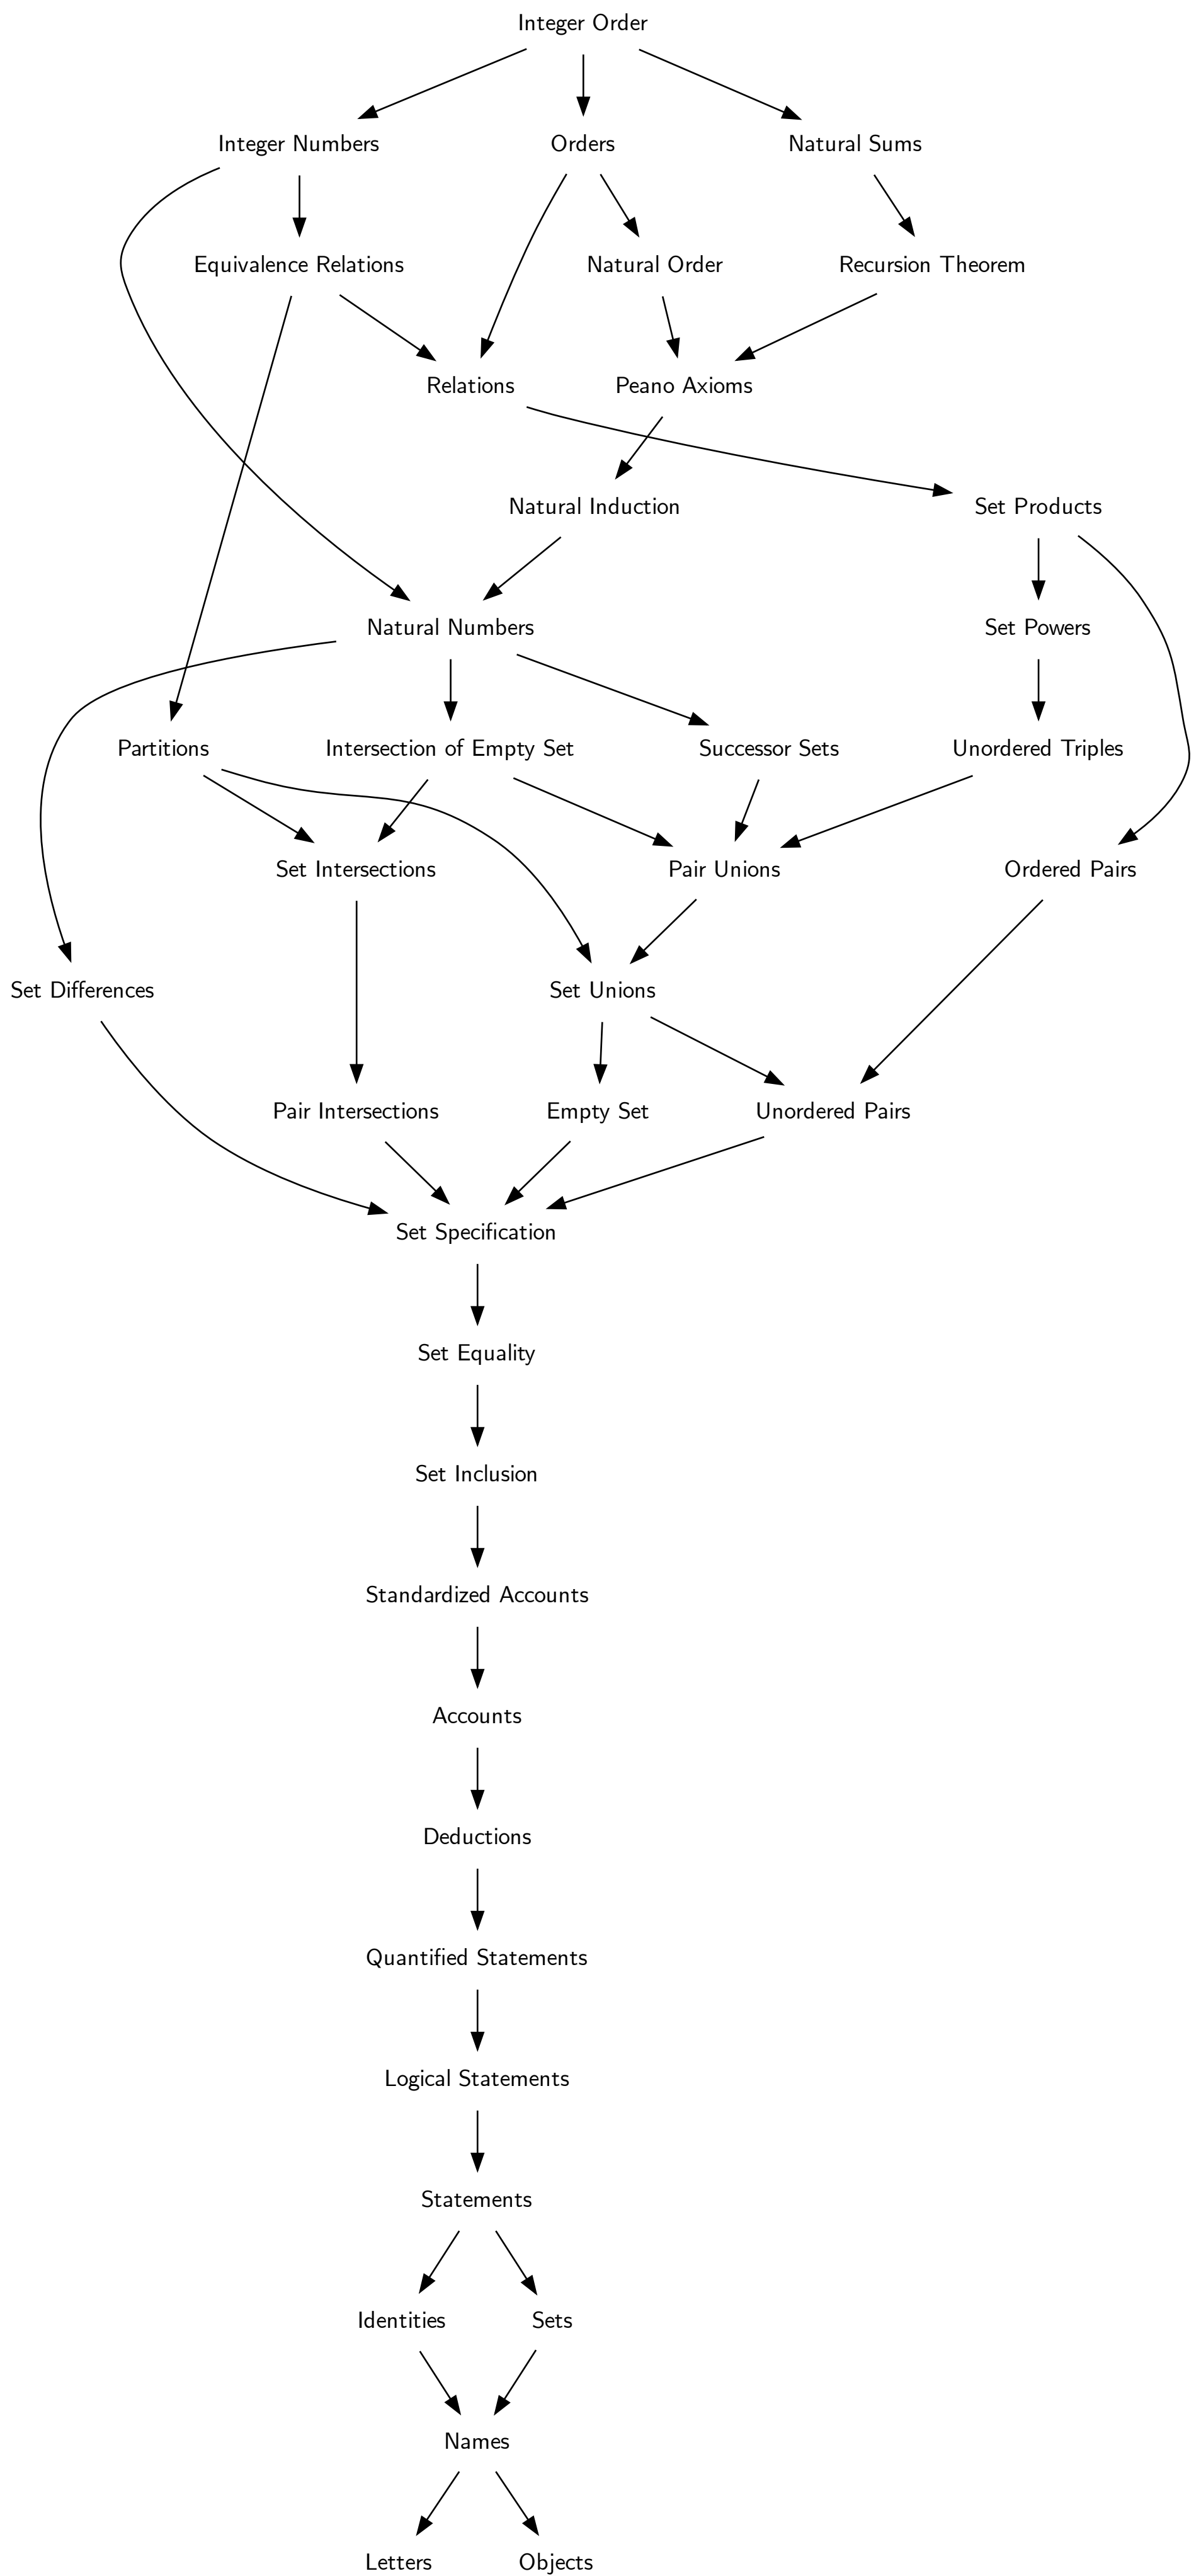 Integer Order
Integer Numbers
Orders
Natural Sums
Equivalence Relations
Natural Order
Recursion Theorem
Relations
Peano Axioms
Natural Induction
Set Products
Natural Numbers
Set Powers
Partitions
Intersection of Empty Set
Successor Sets
Unordered Triples
Set Intersections
Pair Unions
Ordered Pairs
Set Differences
Set Unions
Pair Intersections
Empty Set
Unordered Pairs
Set Specification
Set Equality
Set Inclusion
Standardized Accounts
Accounts
Deductions
Quantified Statements
Logical Statements
Statements
Identities
Sets
Names
Letters
Objects